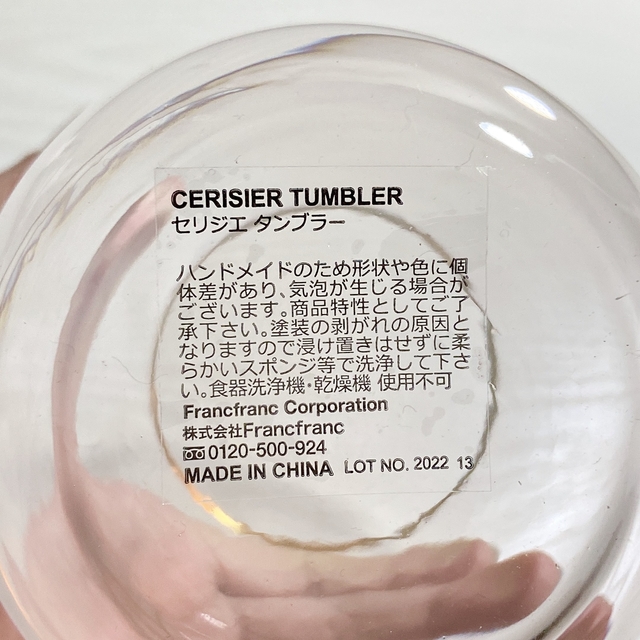 CERISIER TUMBLER
セリジエ タンブラー
ハンドメイドのため形状や色に個
体差があり、気泡が生じる場合が
ございます。商品特性としてご了
承下さい。塗装の剥がれの原因と
なりますので浸け置きはせずに柔
らかいスポンジ等で洗浄して下さ
い。食器洗浄機・乾燥機 使用不可
Francfranc Corporation
株式会社Francfranc
0120-500-924
MADE IN CHINA LOT NO. 2022 13